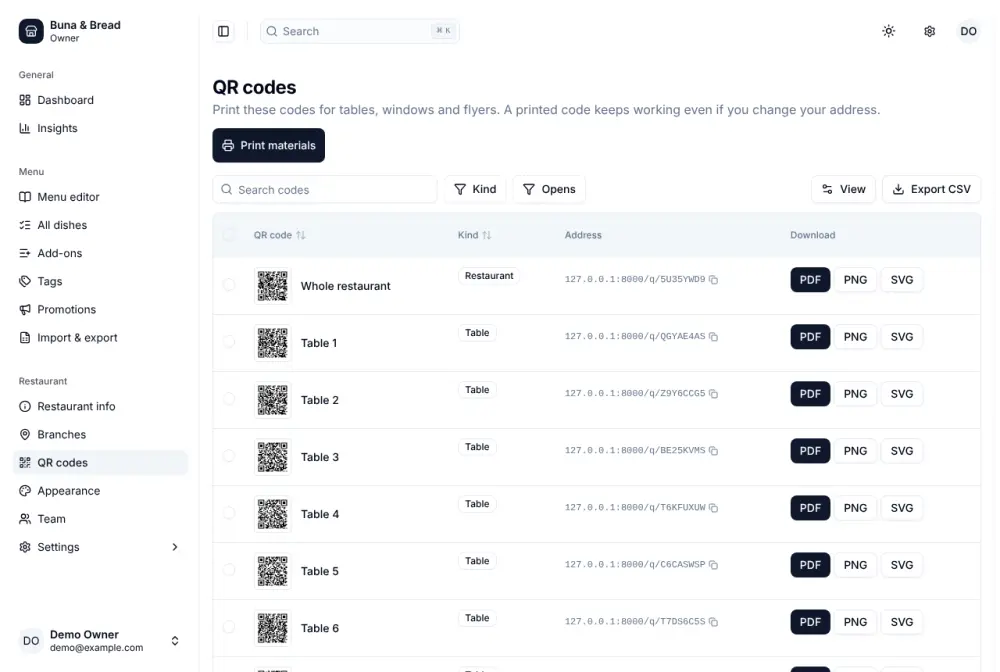 Buna & Bread
Owner
Search
⌘ K
DO
General
Dashboard
Insights
Menu
Menu editor
All dishes
Add-ons
Tags
Promotions
Import & export
Restaurant
Restaurant info
Branches
QR codes
Appearance
Team
Settings
Demo Owner
demo@example.com
DO
QR codes
Print these codes for tables, windows and flyers. A printed code keeps working even if you change your address.
Print materials
Search codes
Kind
Opens
View
Export CSV
QR code Kind Address Download
Whole restaurant Restaurant 127.0.0.1:8000/q/5U35YWD9 PDF PNG SVG
Table 1 Table 127.0.0.1:8000/q/QGYAE4AS PDF PNG SVG
Table 2 Table 127.0.0.1:8000/q/Z9Y6CCG5 PDF PNG SVG
Table 3 Table 127.0.0.1:8000/q/BE25KVMS PDF PNG SVG
Table 4 Table 127.0.0.1:8000/q/T6KFUXUW PDF PNG SVG
Table 5 Table 127.0.0.1:8000/q/C6CASWSP PDF PNG SVG
Table 6 Table 127.0.0.1:8000/q/T7DS6C5S PDF PNG SVG